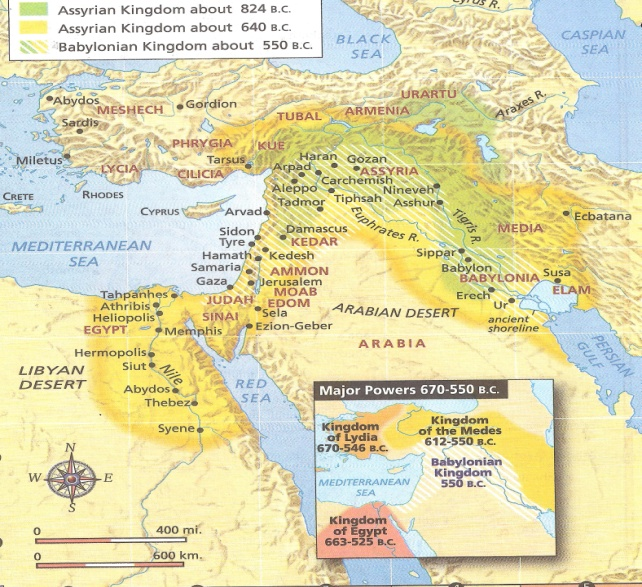 Assyrian Kingdom about 824 B.C.
Assyrian Kingdom about 640 B.C.
Babylonian Kingdom about 550 B.C.
Cyrus R.
BLACK
SEA
CASPIAN
SEA
Abydos
MESHECH
Gordion
Sardis
TUBAL
ARMENIA
URARTU
Araxes R.
Miletus
LYCIA
PHRYGIA
KUE
Tarsus
CILICIA
Haran
Gozan
Arpad
ASSYRIA
Carchemish
Aleppo
Nineveh
Tiphsah
Asshur
Tadmor
CRETE
RHODES
CYPRUS
Arvad
Euphrates R.
Tigris R.
MEDIA
Ecbatana
MEDITERRANEAN
SEA
Sidon
Tyre
Damascus
KEDAR
Hamath
Kedesh
Samaria
AMMON
Gaza
Jerusalem
JUDAH
MOAB
EDOM
SINAI
Sela
Ezion-Geber
Sippar
Babylon
BABYLONIA
Susa
ELAM
Erech
Ur
ancient
shoreline
PERSIAN
GULF
ARABIAN DESERT
ARABIA
Tahpanhes
Athribis
Heliopolis
EGYPT
Memphis
Hermopolis
Siut
Nile
LIBYAN
DESERT
Abydos
Thebez
Syene
RED
SEA
N
W
E
S
0
400 mi.
0
600 km.
Major Powers 670-550 B.C.
Kingdom
of Lydia
670-546 B.C.
Kingdom
of the Medes
612-550 B.C.
Babylonian
Kingdom
550 B.C.
MEDITERRANEAN
SEA
Kingdom
of Egypt
663-525 B.C.